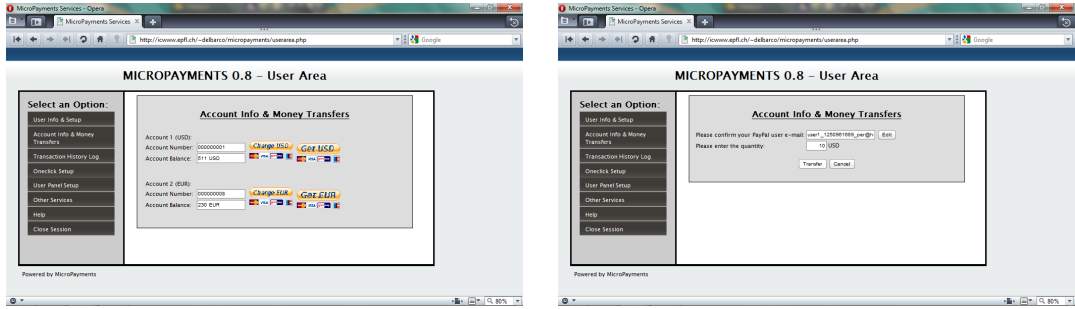 MicroPayments Services - Opera
MicroPayments Services
http://icwww.epfl.ch/~delbarco/micropayments/userarea.php
Google
MICROPAYMENTS 0.8 – User Area
Select an Option:
User Info & Setup
Account Info & Money
Transfers
Transaction History Log
Oneclick Setup
User Panel Setup
Other Services
Help
Close Session
Account Info & Money Transfers
Account 1 (USD):
Account Number: 000000001 Charge USD Get USD
Account Balance: 511 USD
Account 2 (EUR):
Account Number: 000000008 Charge EUR Get EUR
Account Balance: 230 EUR
Powered by MicroPayments
80%
MicroPayments Services - Opera
MicroPayments Services
http://icwww.epfl.ch/~delbarco/micropayments/userarea.php
Google
MICROPAYMENTS 0.8 – User Area
Select an Option:
User Info & Setup
Account Info & Money
Transfers
Transaction History Log
Oneclick Setup
User Panel Setup
Other Services
Help
Close Session
Account Info & Money Transfers
Please confirm your PayPal user e-mail: user1_1250961889_per@h Edit
Please enter the quantity: 10 USD
Transfer Cancel
Powered by MicroPayments
80%